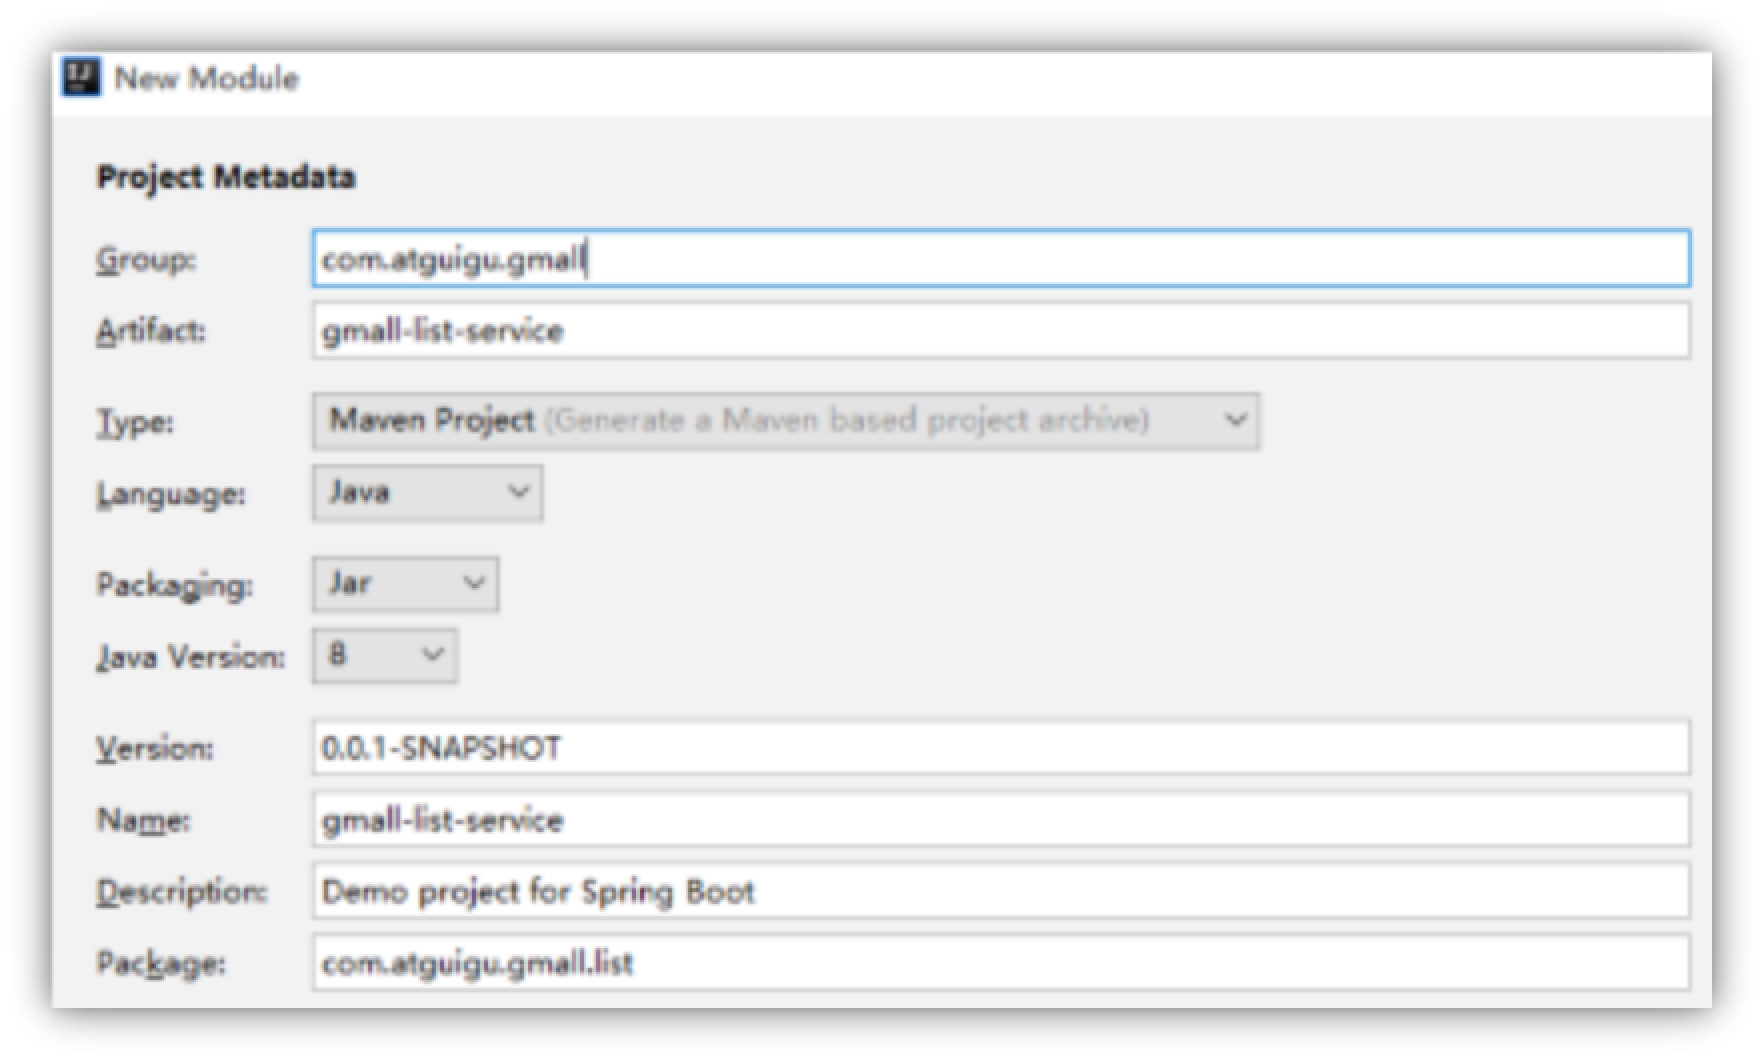 New Module
Project Metadata
Group: com.atguigu.gmall
Artifact: gmall-list-service
Type: Maven Project (Generate a Maven based project archive)
Language: Java
Packaging: Jar
Java Version: 8
Version: 0.0.1-SNAPSHOT
Name: gmall-list-service
Description: Demo project for Spring Boot
Package: com.atguigu.gmall.list